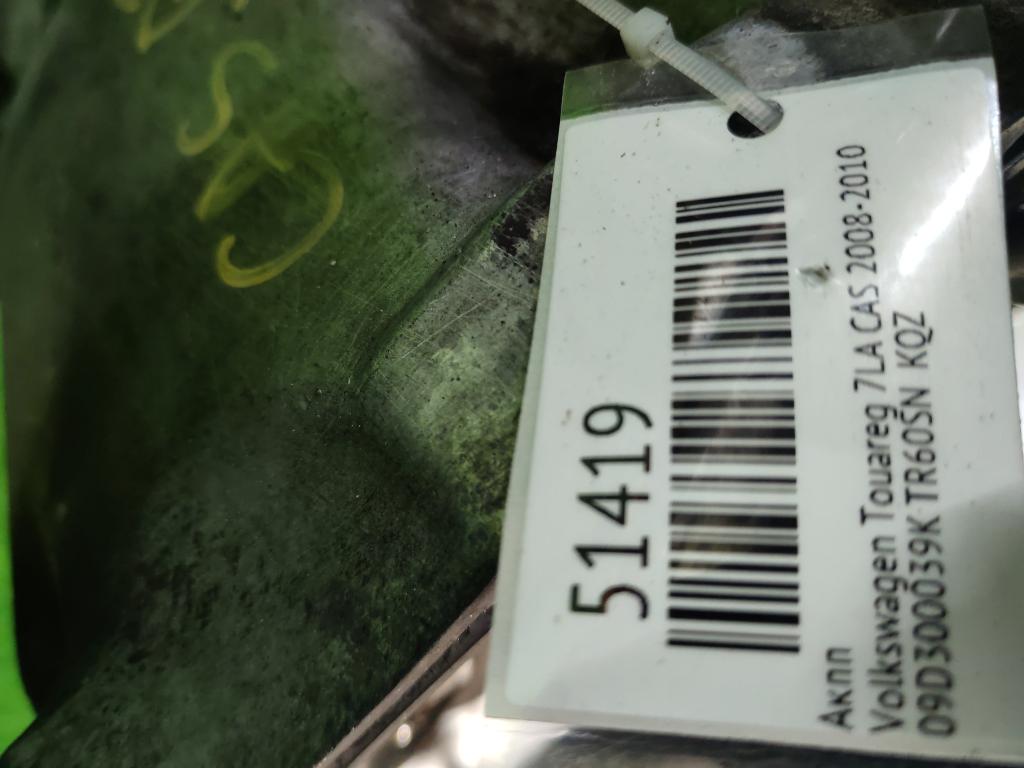 51419
Акпп
Volkswagen Touareg 7LA CAS 2008-2010
09D300039K TR60SN KQZ